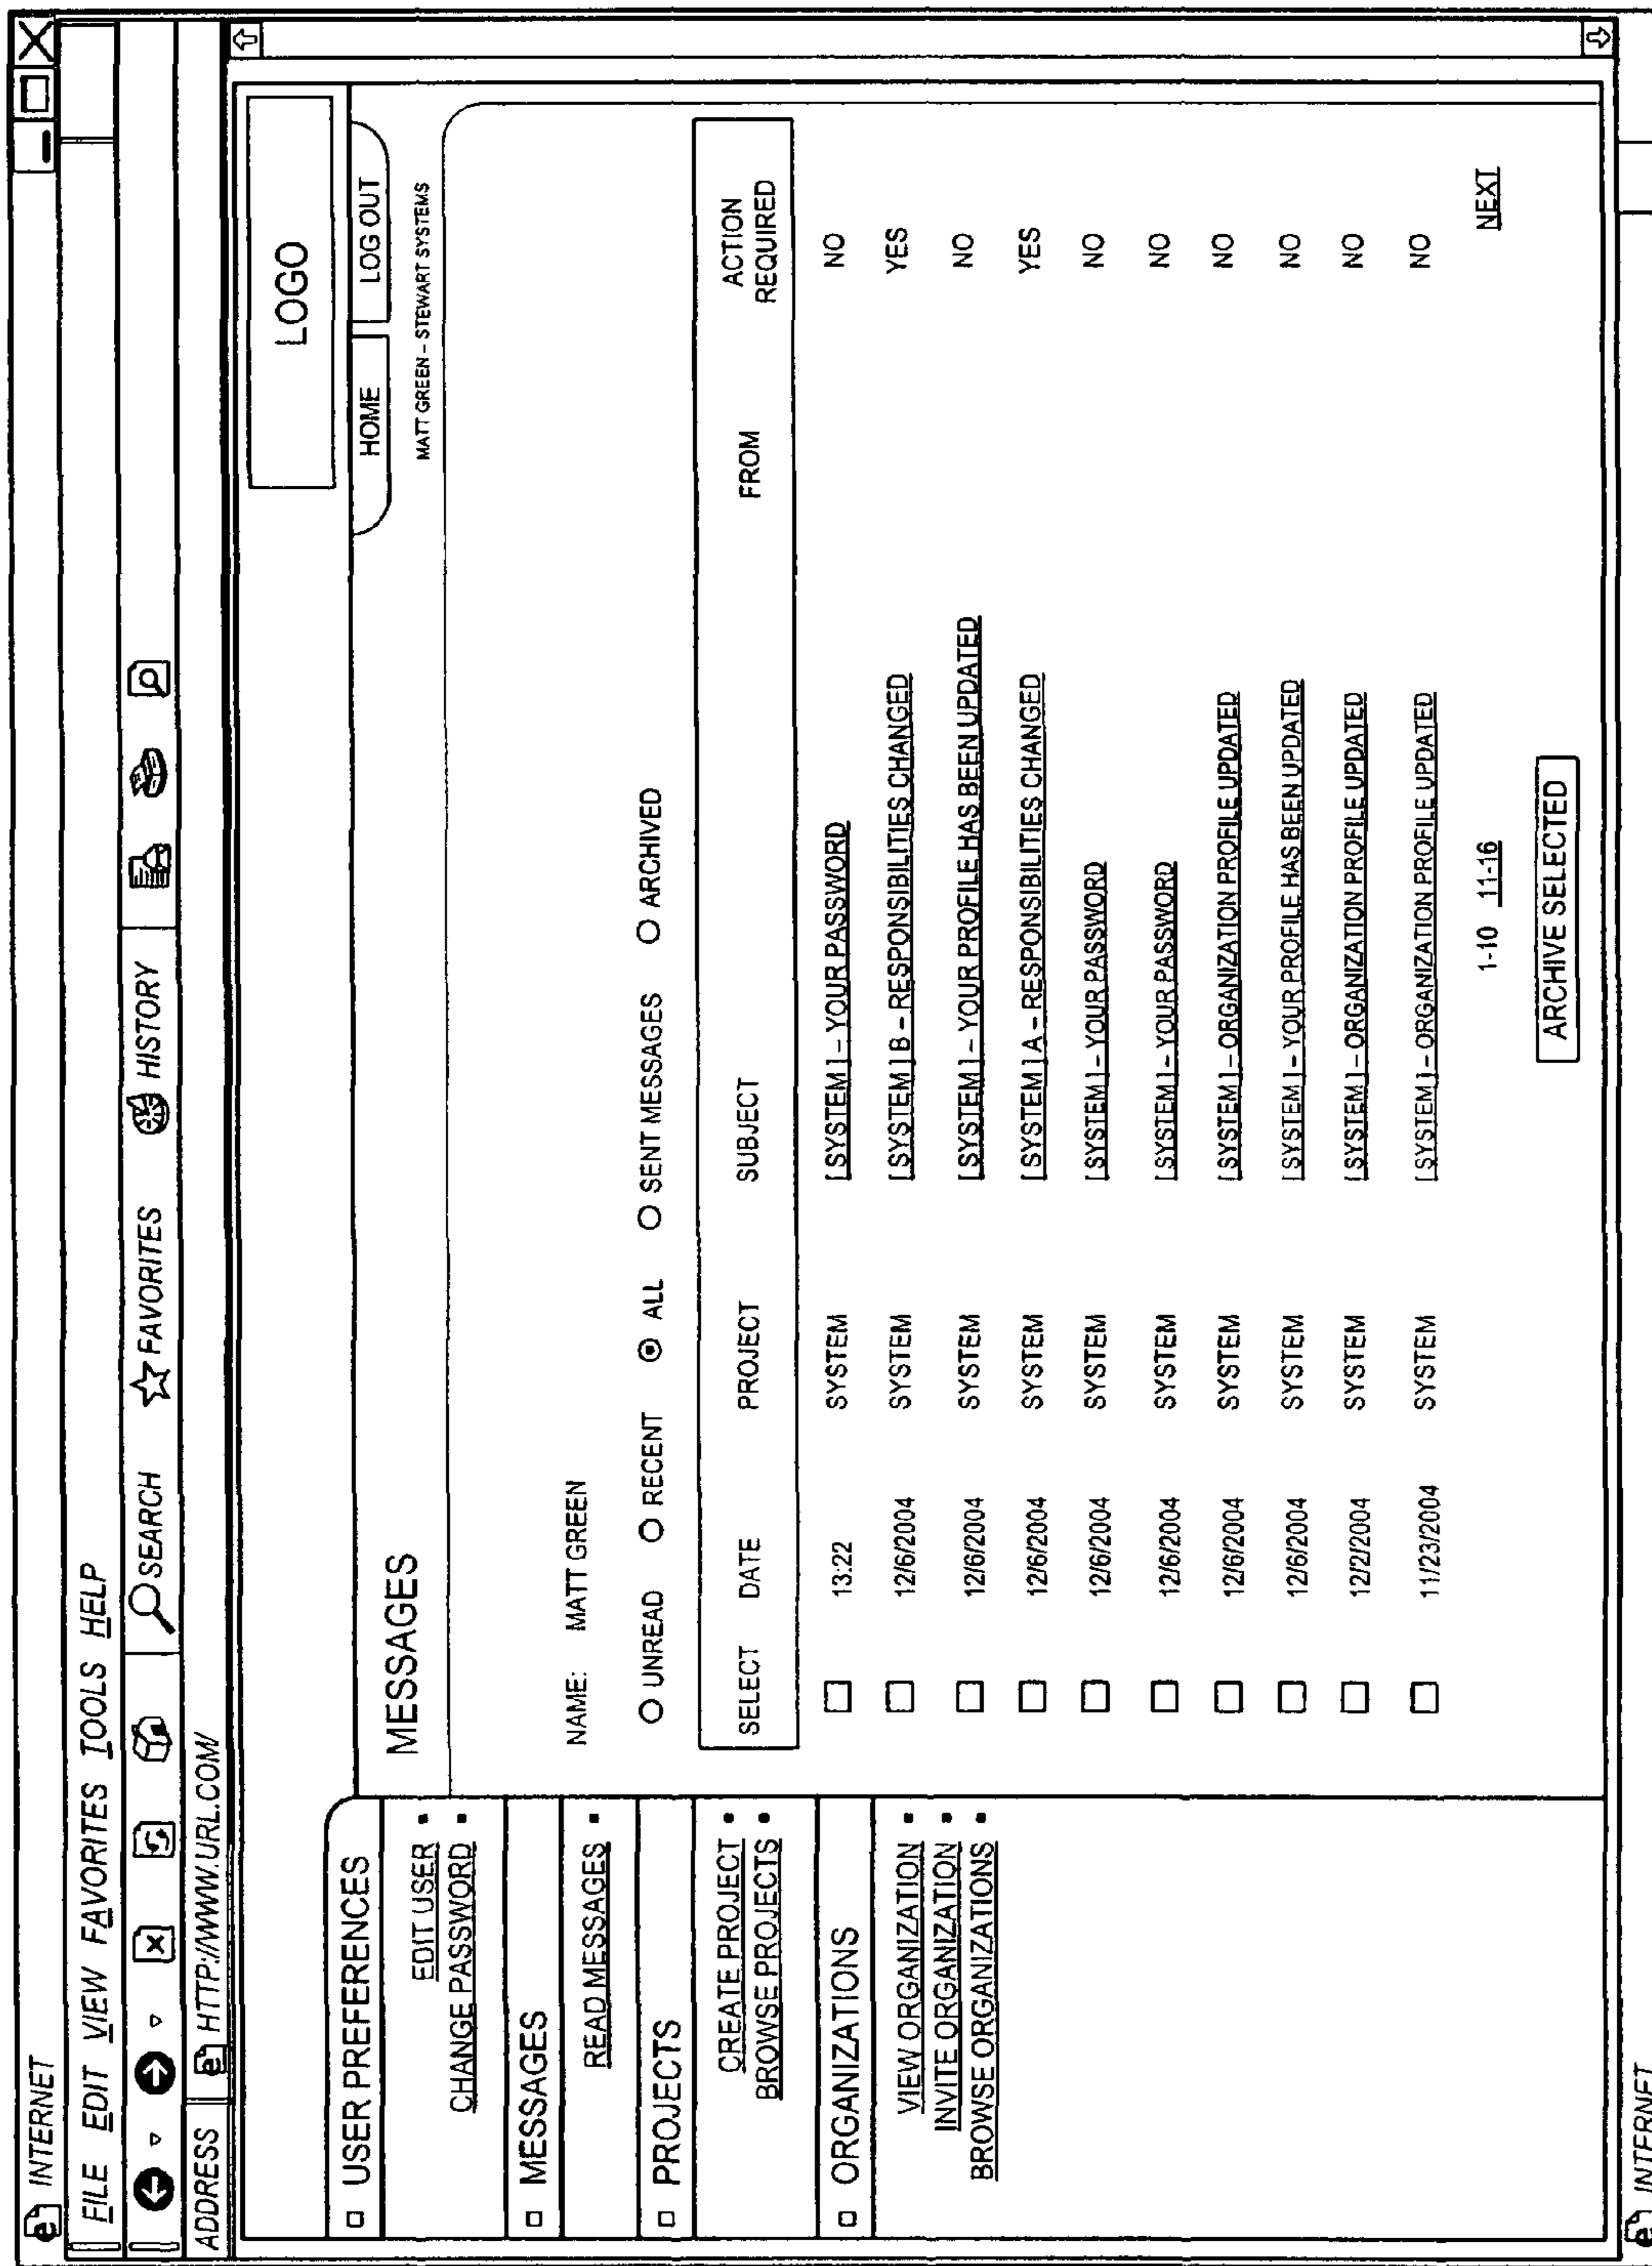 INTERNET
FILE EDIT VIEW FAVORITES TOOLS HELP
SEARCH FAVORITES HISTORY
ADDRESS HTTP://WWW.URL.COM/
LOGO
HOME LOG OUT
MATT GREEN – STEWART SYSTEMS
USER PREFERENCES
EDIT USER
CHANGE PASSWORD
MESSAGES
READ MESSAGES
PROJECTS
CREATE PROJECT
BROWSE PROJECTS
ORGANIZATIONS
VIEW ORGANIZATION
INVITE ORGANIZATION
BROWSE ORGANIZATIONS
MESSAGES
NAME: MATT GREEN
UNREAD RECENT ALL SENT MESSAGES ARCHIVED
SELECT DATE PROJECT SUBJECT FROM ACTION REQUIRED
13:22 SYSTEM [SYSTEM] – YOUR PASSWORD NO
12/6/2004 SYSTEM [SYSTEM] B – RESPONSIBILITIES CHANGED YES
12/6/2004 SYSTEM [SYSTEM] – YOUR PROFILE HAS BEEN UPDATED NO
12/6/2004 SYSTEM [SYSTEM] A – RESPONSIBILITIES CHANGED YES
12/6/2004 SYSTEM [SYSTEM] – YOUR PASSWORD NO
12/6/2004 SYSTEM [SYSTEM] – YOUR PASSWORD NO
12/6/2004 SYSTEM [SYSTEM] – ORGANIZATION PROFILE UPDATED NO
12/6/2004 SYSTEM [SYSTEM] – YOUR PROFILE HAS BEEN UPDATED NO
12/2/2004 SYSTEM [SYSTEM] – ORGANIZATION PROFILE UPDATED NO
11/23/2004 SYSTEM [SYSTEM] – ORGANIZATION PROFILE UPDATED NO
1-10 11-16 NEXT
ARCHIVE SELECTED
INTERNET